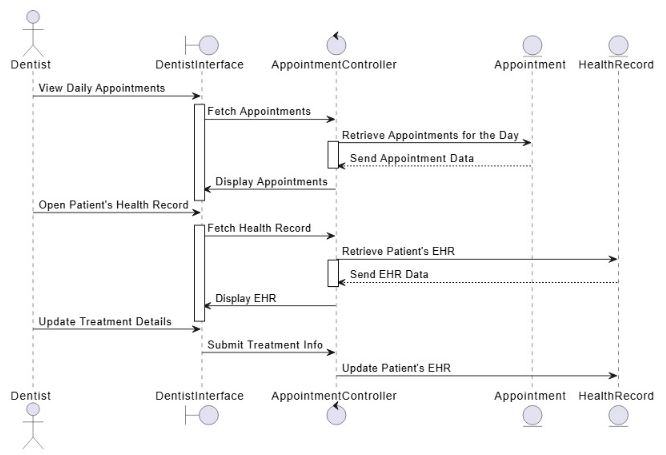 Dentist DentistInterface AppointmentController Appointment HealthRecord
View Daily Appointments
Fetch Appointments
Retrieve Appointments for the Day
Send Appointment Data
Display Appointments
Open Patient's Health Record
Fetch Health Record
Retrieve Patient's EHR
Send EHR Data
Display EHR
Update Treatment Details
Submit Treatment Info
Update Patient's EHR
Dentist DentistInterface AppointmentController Appointment HealthRecord